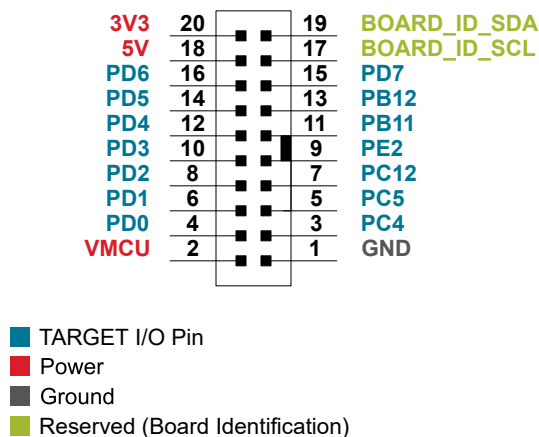 3V3 20 19 BOARD_ID_SDA
5V 18 17 BOARD_ID_SCL
PD6 16 15 PD7
PD5 14 13 PB12
PD4 12 11 PB11
PD3 10 9 PE2
PD2 8 7 PC12
PD1 6 5 PC5
PD0 4 3 PC4
VMCU 2 1 GND
TARGET I/O Pin
Power
Ground
Reserved (Board Identification)